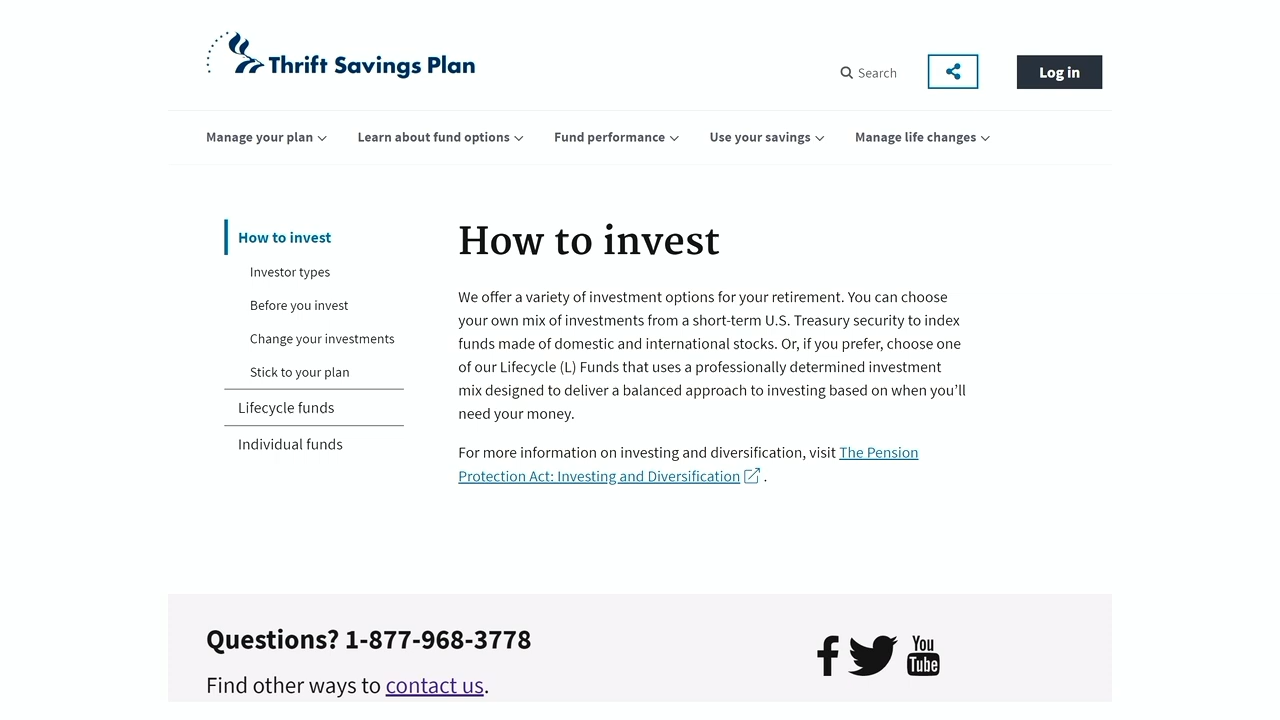 Thrift Savings Plan
Search
Log in
Manage your plan
Learn about fund options
Fund performance
Use your savings
Manage life changes
How to invest
Investor types
Before you invest
Change your investments
Stick to your plan
Lifecycle funds
Individual funds
How to invest
We offer a variety of investment options for your retirement. You can choose
your own mix of investments from a short-term U.S. Treasury security to index
funds made of domestic and international stocks. Or, if you prefer, choose one
of our Lifecycle (L) Funds that uses a professionally determined investment
mix designed to deliver a balanced approach to investing based on when you’ll
need your money.
For more information on investing and diversification, visit The Pension
Protection Act: Investing and Diversification .
Questions? 1-877-968-3778
Find other ways to contact us.
You
Tube